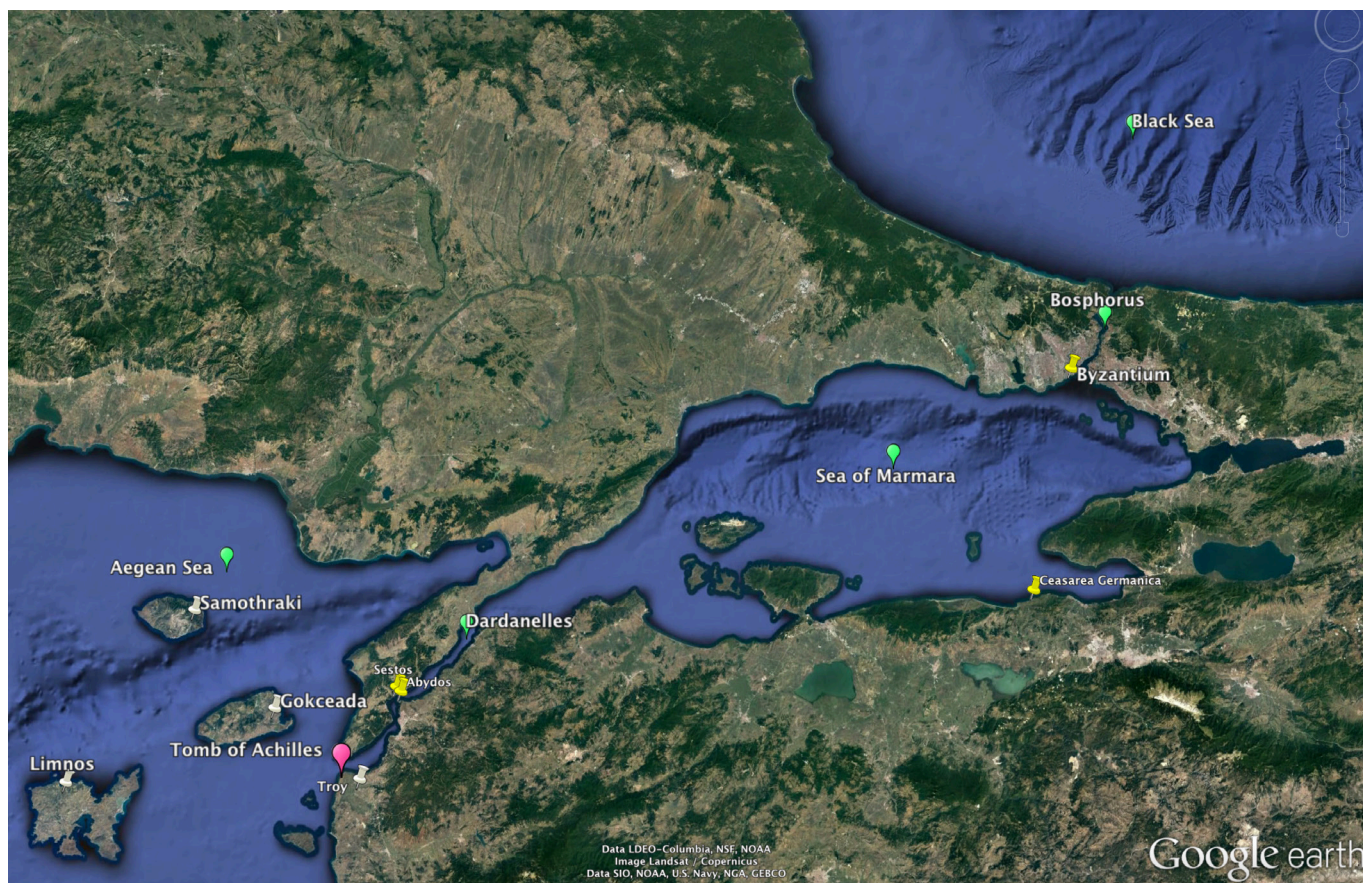 Black Sea
Bosphorus
Byzantium
Sea of Marmara
Aegean Sea
Samothraki
Ceasarea Germanica
Dardanelles
Sestos
Abydos
Gokceada
Tomb of Achilles
Limnos
Troy
Data LDEO-Columbia, NSF, NOAA
Image Landsat / Copernicus
Data SIO, NOAA, U.S. Navy, NGA, GEBCO
Google earth